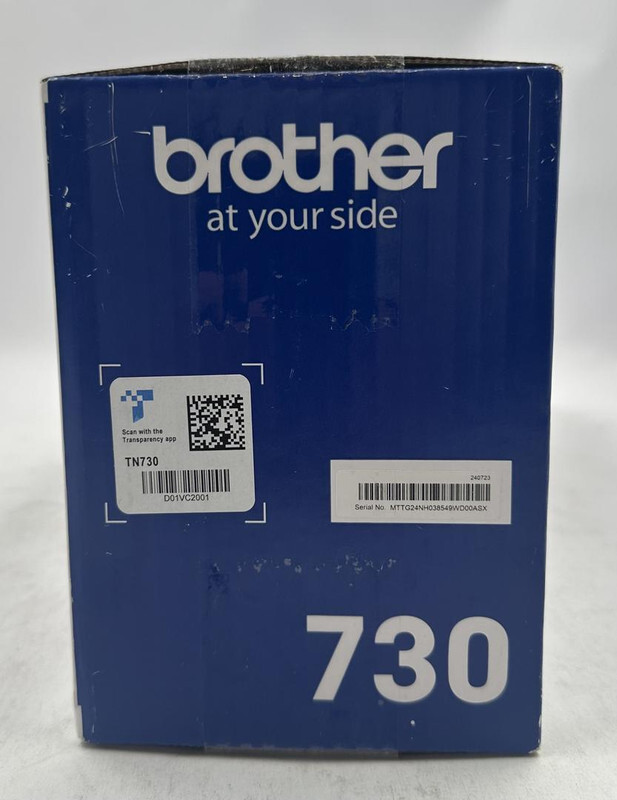 brother
at your side
Scan with the
Transparency app
TN730
D01VC2001
240723
Serial No. MTTG24NH038549WD00ASX
730